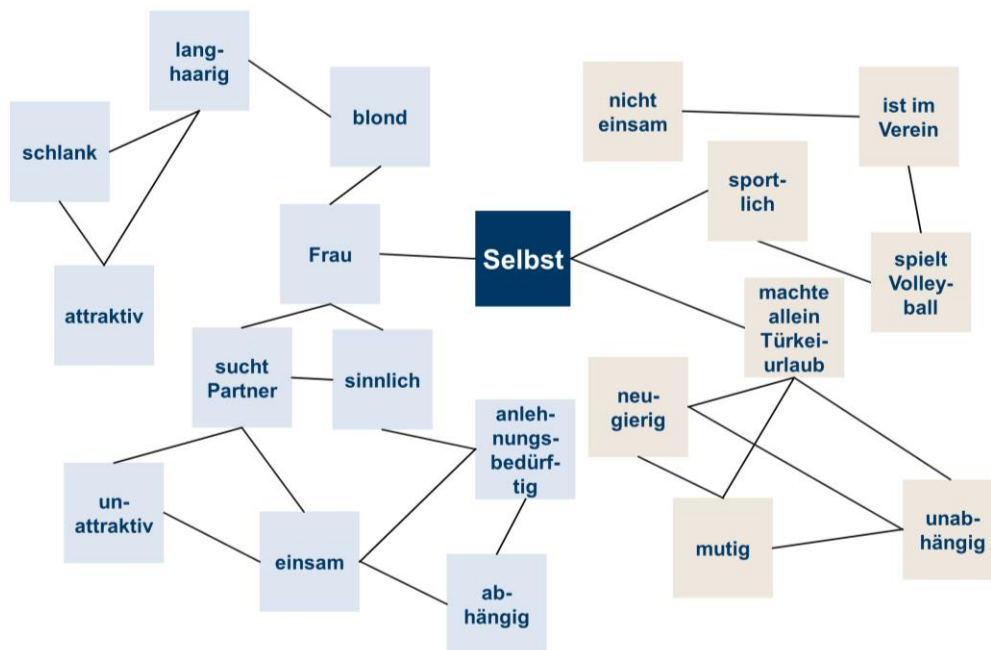 lang-
haarig
blond
schlank
attraktiv
Frau
Selbst
sucht
Partner
sinnlich
anleh-
nungs-
bedürf-
tig
un-
attraktiv
einsam
ab-
hängig
nicht
einsam
ist im
Verein
sport-
lich
spielt
Volley-
ball
machte
allein
Türkei-
urlaub
neu-
gierig
mutig
unab-
hängig